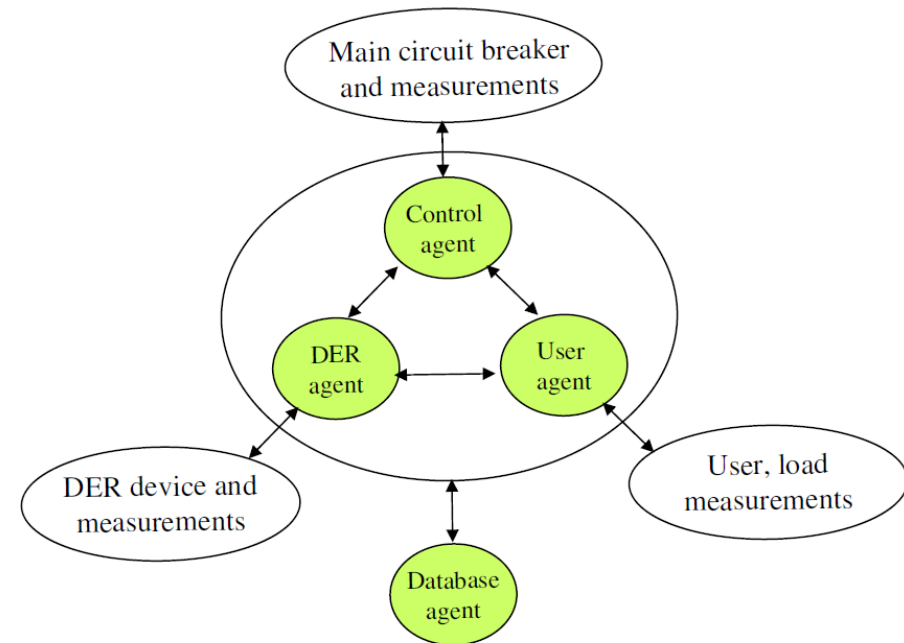 Main circuit breaker
and measurements
Control
agent
DER
agent
User
agent
DER device and
measurements
User, load
measurements
Database
agent